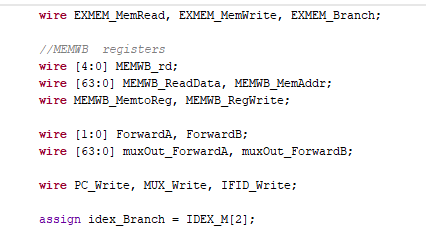 wire EXMEM_MemRead, EXMEM_MemWrite, EXMEM_Branch;
//MEMWB  registers
wire [4:0] MEMWB_rd;
wire [63:0] MEMWB_ReadData, MEMWB_MemAddr;
wire MEMWB_MemtoReg, MEMWB_RegWrite;
wire [1:0] ForwardA, ForwardB;
wire [63:0] muxOut_ForwardA, muxOut_ForwardB;
wire PC_Write, MUX_Write, IFID_Write;
assign idex_Branch = IDEX_M[2];